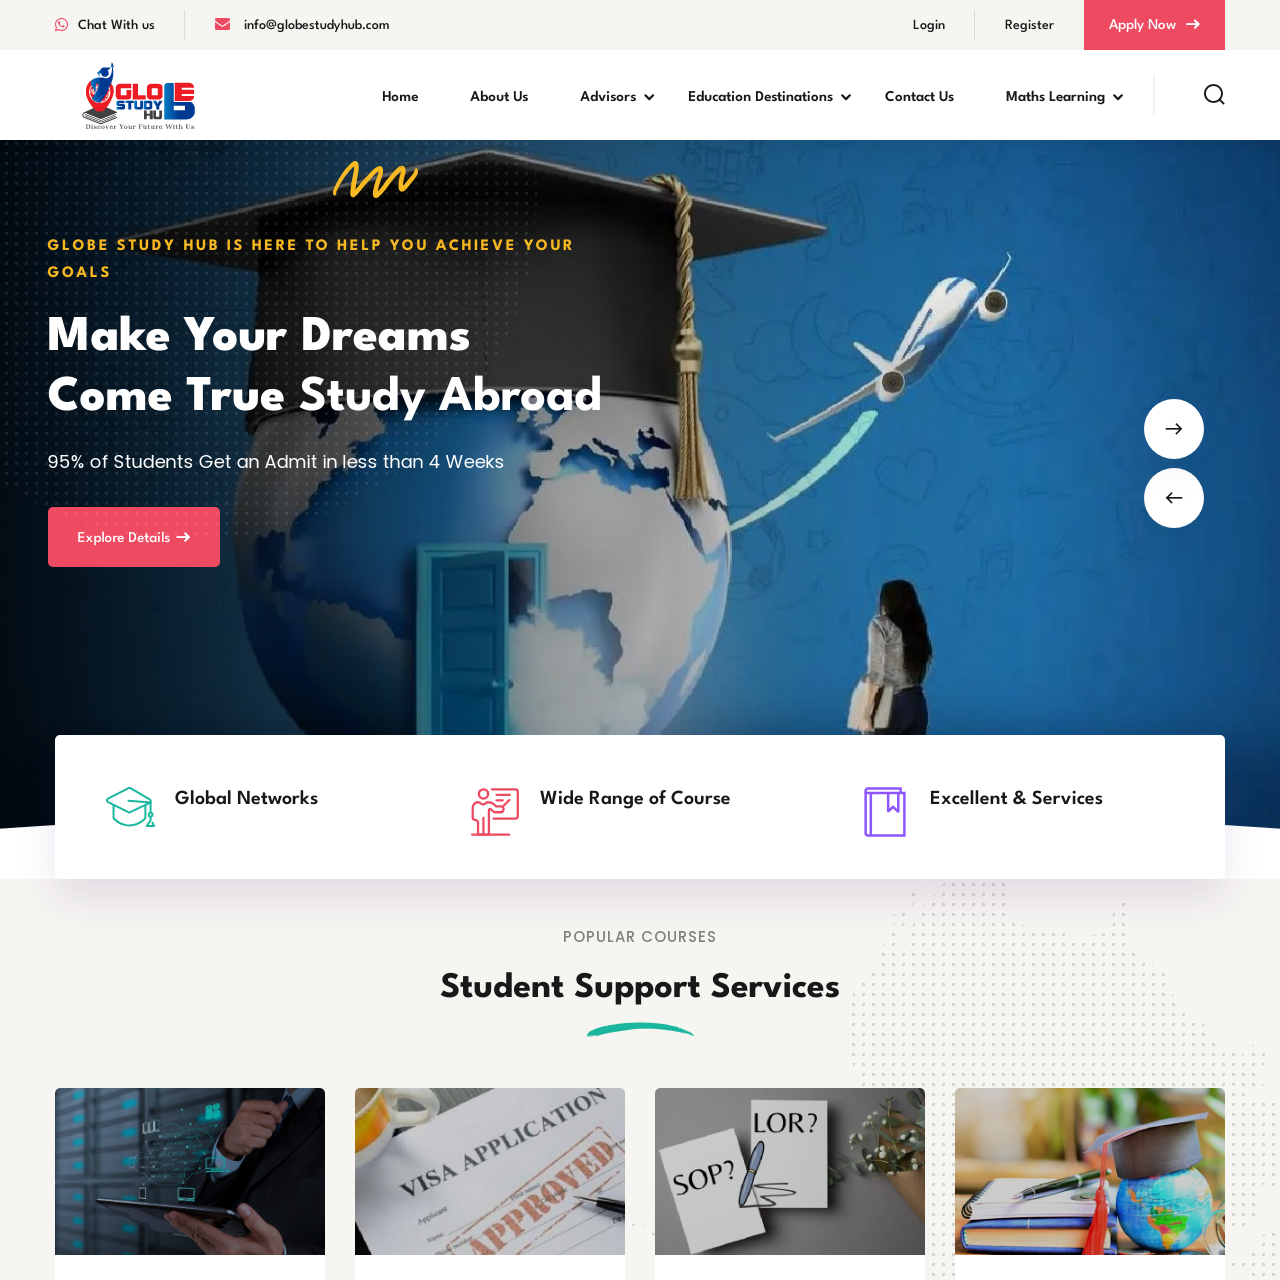 Chat With us
info@globestudyhub.com
Login
Register
Apply Now
GLOBE
STUDY
HUB
Discover Your Future With Us
Home
About Us
Advisors
Education Destinations
Contact Us
Maths Learning
GLOBE STUDY HUB IS HERE TO HELP YOU ACHIEVE YOUR
GOALS
Make Your Dreams
Come True Study Abroad
95% of Students Get an Admit in less than 4 Weeks
Explore Details
Global Networks
Wide Range of Course
Excellent & Services
POPULAR COURSES
Student Support Services
VISA APPLICATION
APPROVED
Applicant
Name
SOP?
LOR?